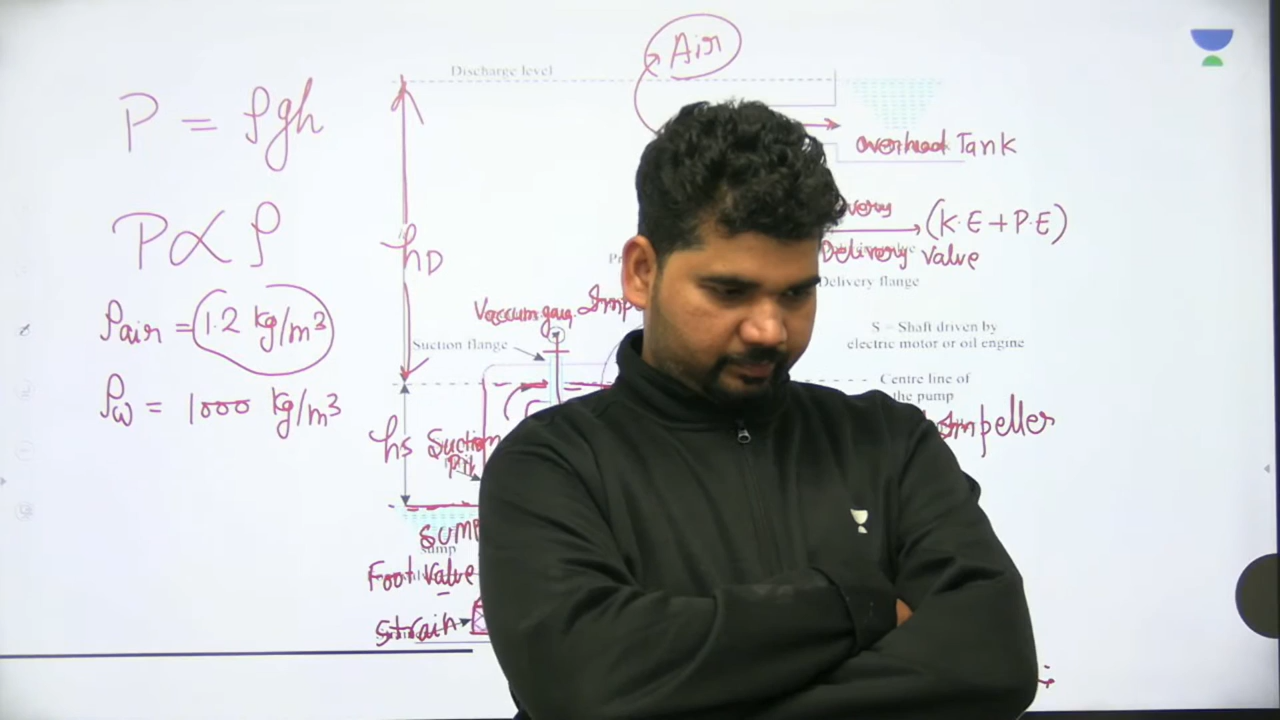 P = ρgh
P ∝ ρ
ρair = 1.2 kg/m³
ρw = 1000 kg/m³
Air
Discharge level
overhead Tank
hD
(K.E + P.E)
Delivery valve
Delivery flange
Vaccum
Suction flange
S = Shaft driven by
electric motor or oil engine
Centre line of
the pump
Impeller
hs
Suction
sump
Foot valve